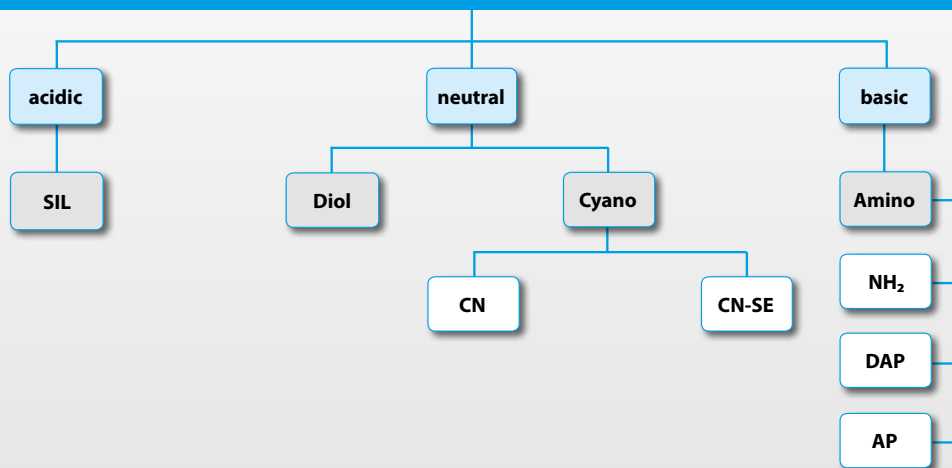 acidic
neutral
basic
SIL
Diol
Cyano
Amino
CN
CN-SE
NH₂
DAP
AP